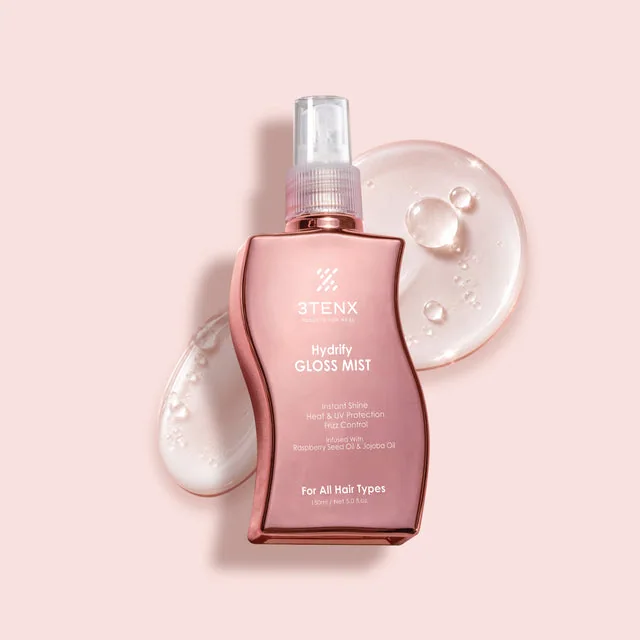 3TENX
Hydrify
GLOSS MIST
Instant Shine
Heat & UV Protection
Frizz Control
Infused With
Raspberry Seed Oil & Jojoba Oil
For All Hair Types
150ml / Net 5.0 fl.oz.